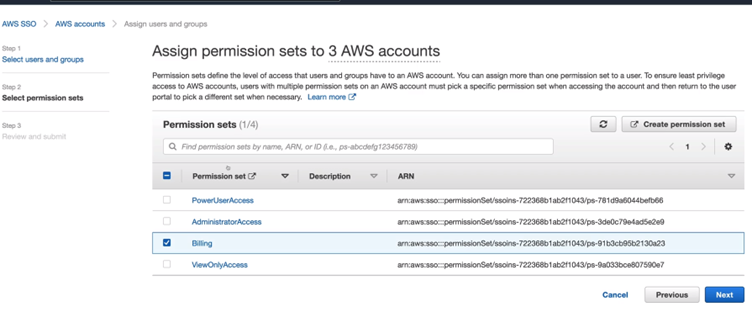 AWS SSO > AWS accounts > Assign users and groups
Step 1
Select users and groups
Step 2
Select permission sets
Step 3
Review and submit
Assign permission sets to 3 AWS accounts
Permission sets define the level of access that users and groups have to an AWS account. You can assign more than one permission set to a user. To ensure least privilege
access to AWS accounts, users with multiple permission sets on an AWS account must pick a specific permission set when accessing the account and then return to the user
portal to pick a different set when necessary. Learn more
Permission sets (1/4)
Create permission set
Find permission sets by name, ARN, or ID (i.e., ps-abcdefg123456789)
< 1 >
Permission set Description ARN
PowerUserAccess arn:aws:sso:::permissionSet/ssoins-722368b1ab2f1043/ps-781d9a6044befb66
AdministratorAccess arn:aws:sso:::permissionSet/ssoins-722368b1ab2f1043/ps-3de0c79e4ad5e2e9
Billing arn:aws:sso:::permissionSet/ssoins-722368b1ab2f1043/ps-91b3cb95b2130a23
ViewOnlyAccess arn:aws:sso:::permissionSet/ssoins-722368b1ab2f1043/ps-9a033bce807590e7
Cancel Previous Next